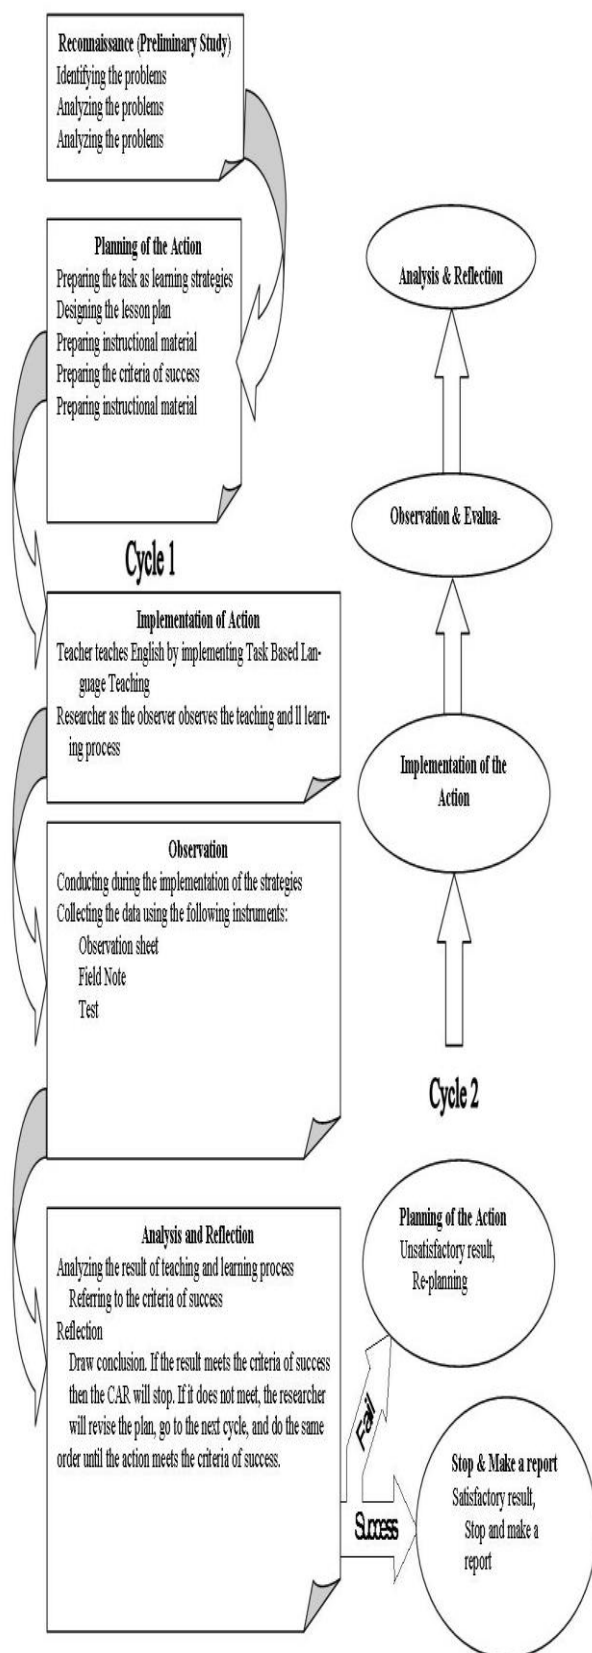 Reconnaissance (Preliminary Study)
Identifying the problems
Analyzing the problems
Analyzing the problems
Planning of the Action
Preparing the task as learning strategies
Designing the lesson plan
Preparing instructional material
Preparing the criteria of success
Preparing instructional material
Cycle 1
Implementation of Action
Teacher teaches English by implementing Task Based Lan-
guage Teaching
Researcher as the observer observes the teaching and ll learn-
ing process
Observation
Conducting during the implementation of the strategies
Collecting the data using the following instruments:
Observation sheet
Field Note
Test
Analysis and Reflection
Analyzing the result of teaching and learning process
Referring to the criteria of success
Reflection
Draw conclusion. If the result meets the criteria of success
then the CAR will stop. If it does not meet, the researcher
will revise the plan, go to the next cycle, and do the same
order until the action meets the criteria of success.
Fail
Success
Analysis & Reflection
Observation & Evalua-
Implementation of the
Action
Cycle 2
Planning of the Action
Unsatisfactory result,
Re-planning
Stop & Make a report
Satisfactory result,
Stop and make a
report